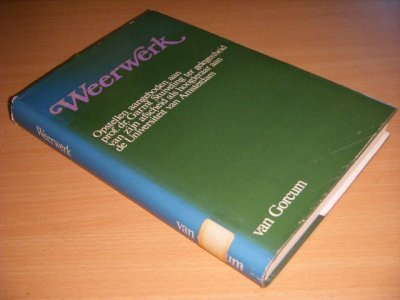 Weerwerk
Opstellen aangeboden aan
prof. dr. Garmt Stuiveling ter gelegenheid
van zijn afscheid als hoogleraar aan
de Universiteit van Amsterdam
van Gorcum
Weerwerk
van um